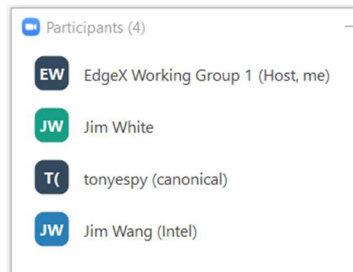 Participants (4)
EW EdgeX Working Group 1 (Host, me)
JW Jim White
T( tonyespy (canonical)
JW Jim Wang (Intel)